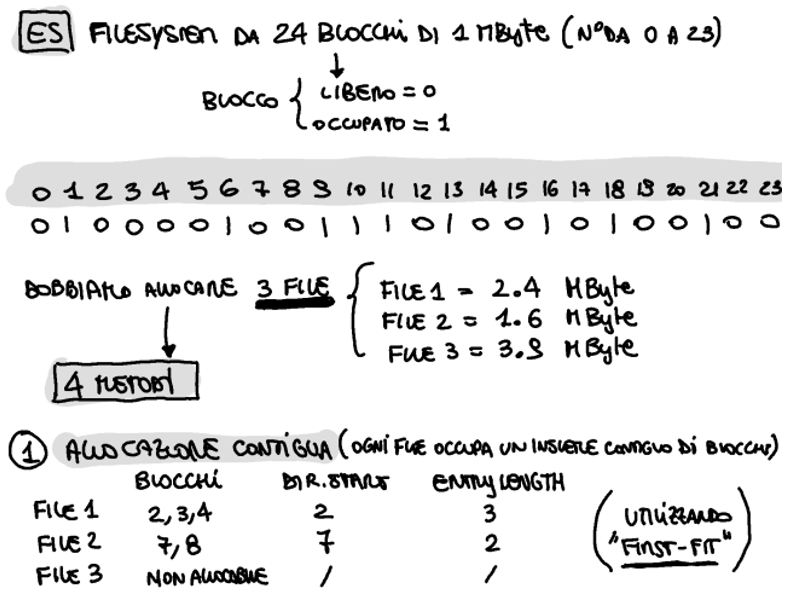 ES FILESYSTEM DA 24 BLOCCHI DI 1 MByte (N° DA 0 A 23)
↓
BLOCCO { LIBERO = 0
OCCUPATO = 1
0 1 2 3 4 5 6 7 8 9 10 11 12 13 14 15 16 17 18 19 20 21 22 23
0 1 0 0 0 0 1 0 0 1 1 1 0 1 0 0 1 0 1 0 0 1 0 0
DOBBIAMO ALLOCARE 3 FILE { FILE 1 = 2.4 MByte
FILE 2 = 1.6 MByte
FILE 3 = 3.9 MByte
4 METODI
1 ALLOCAZIONE CONTIGUA (OGNI FILE OCCUPA UN INSIEME CONTIGUO DI BLOCCHI)
BLOCCHI DIR.START ENTRY LENGTH
FILE 1 2,3,4 2 3
FILE 2 7,8 7 2
FILE 3 NON ALLOCABILE / /
(UTILIZZANDO
"FIRST-FIT")